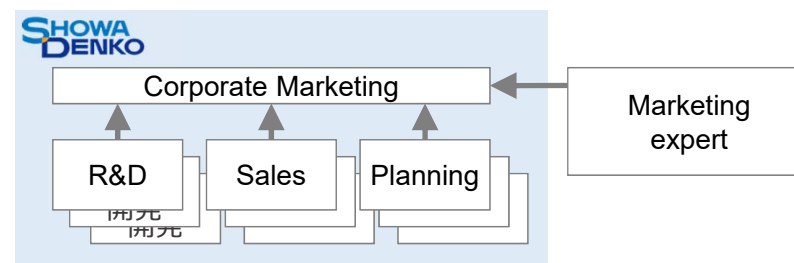 SHOWA
DENKO
Corporate Marketing
Marketing
expert
R&D
Sales
Planning
開発
開発